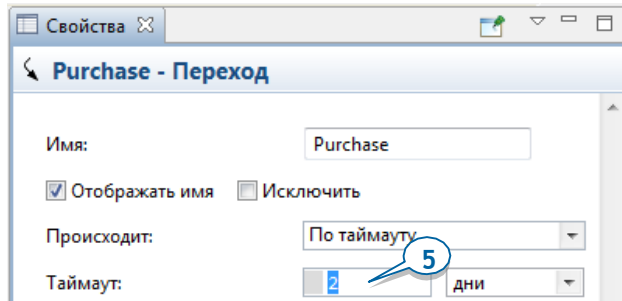 Свойства
Purchase - Переход
Имя: Purchase
Отображать имя Исключить
Происходит: По таймауту
5
Таймаут: 2 дни